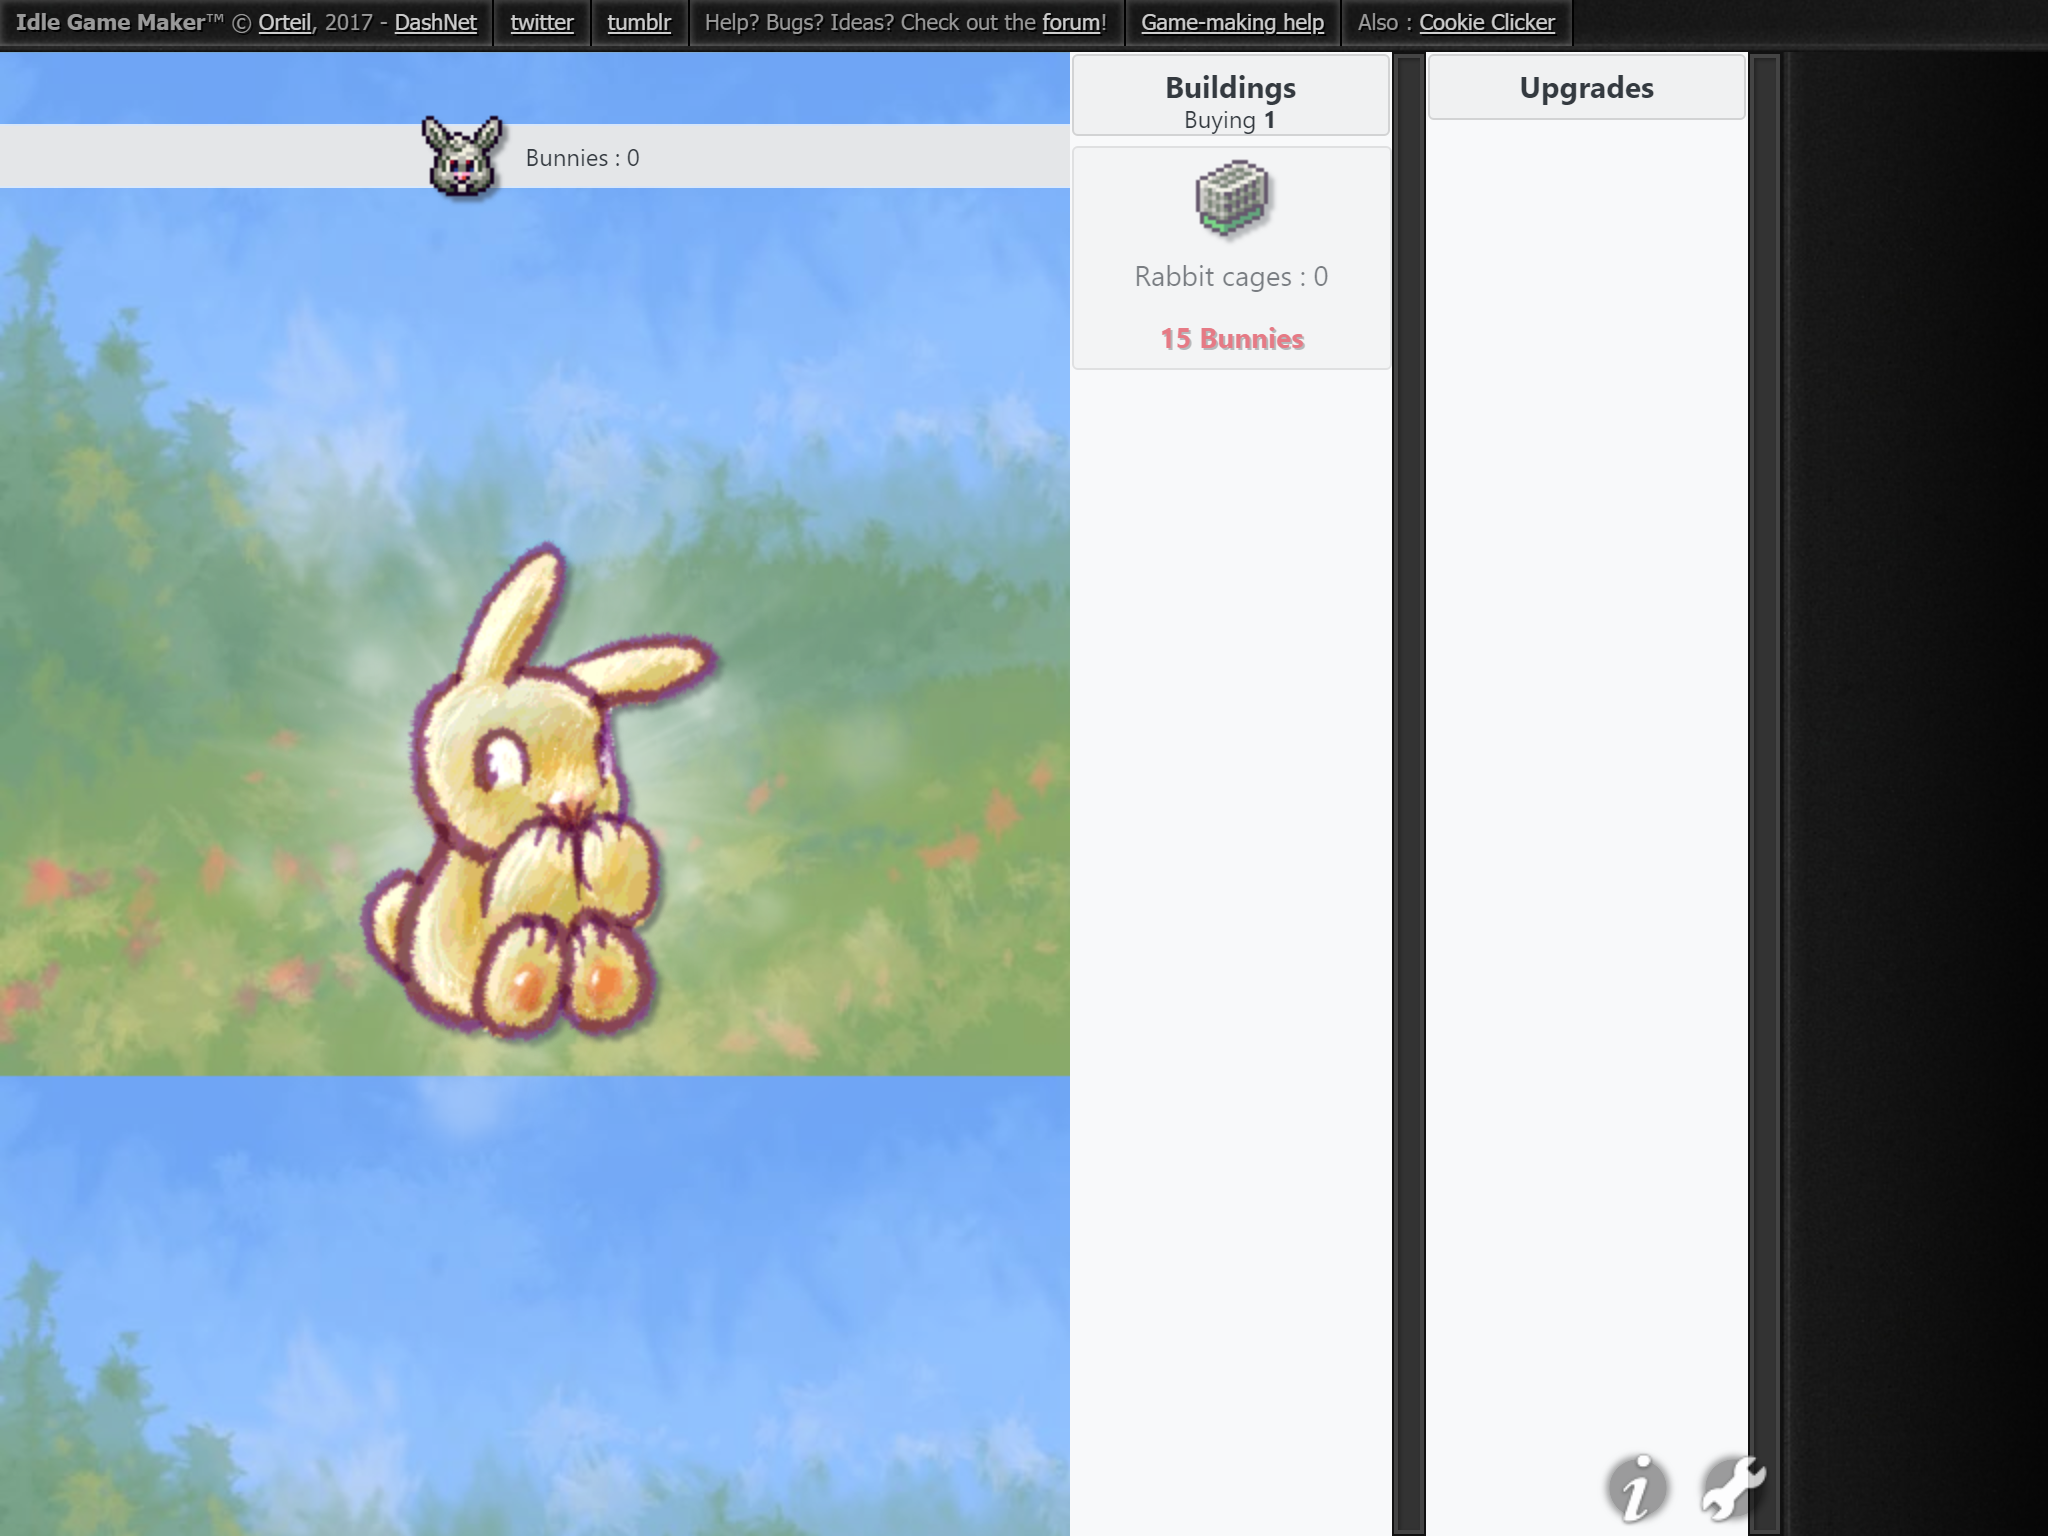 Idle Game Maker™ © Orteil, 2017 - DashNet
twitter
tumblr
Help? Bugs? Ideas? Check out the forum!
Game-making help
Also : Cookie Clicker
Bunnies : 0
Buildings
Buying 1
Rabbit cages : 0
15 Bunnies
Upgrades